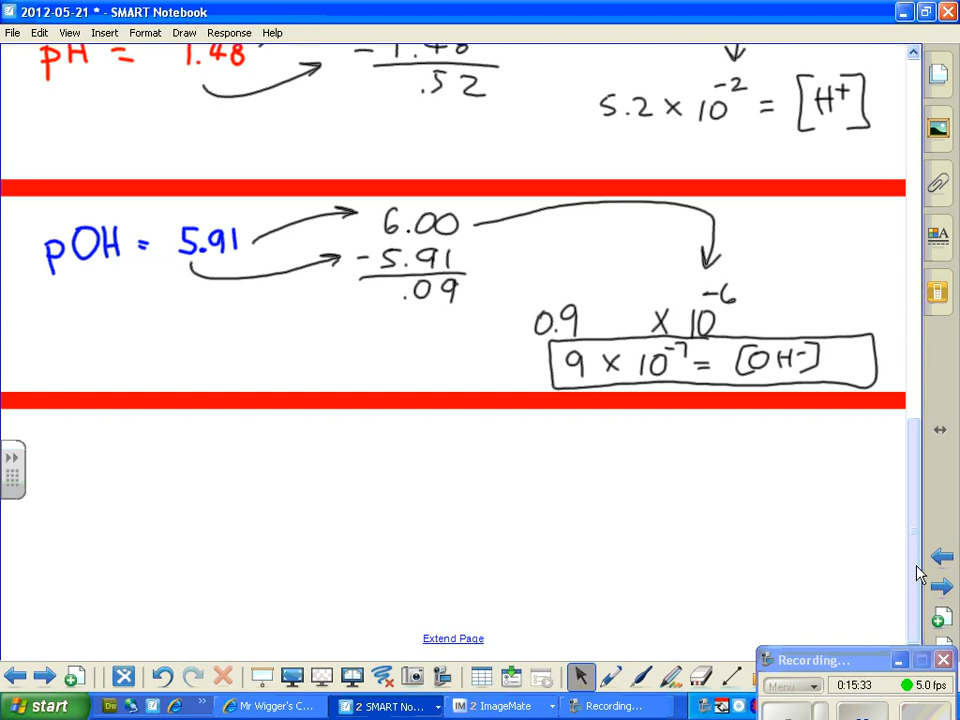 2012-05-21 * - SMART Notebook
File Edit View Insert Format Draw Response Help
pH = 1.48
- 1.48
.52
5.2 x 10^-2 = [H+]
pOH = 5.91
6.00
- 5.91
.09
0.9 x 10^-6
9 x 10^-7 = [OH-]
Extend Page
Recording...
Menu 0:15:33 5.0 fps
start Mr Wigger's C... 2 SMART No... 2 ImageMate Recording...